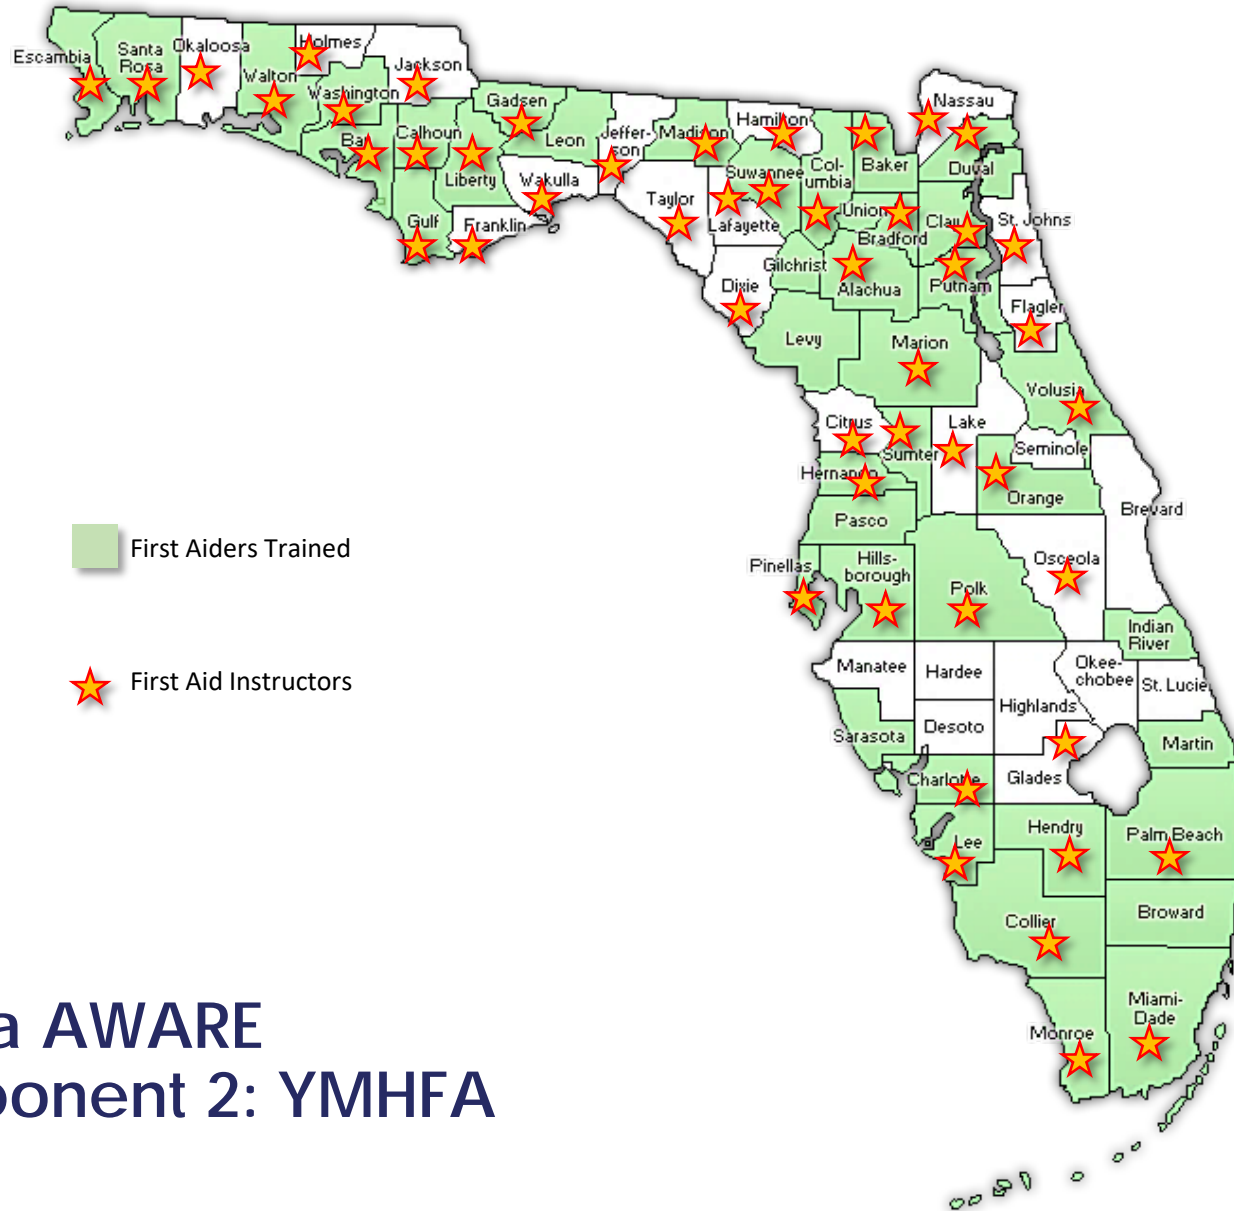 Escambia
Santa
Rosa
Okaloosa
Walton
Holmes
Washington
Jackson
Bay
Calhoun
Gulf
Liberty
Gadsen
Franklin
Leon
Wakulla
Jeffer-
son
Madison
Taylor
Hamilton
Suwannee
Lafayette
Dixie
Col-
umbia
Baker
Union
Bradford
Gilchrist
Alachua
Nassau
Duval
Clay
St. Johns
Putnam
Flagler
Levy
Marion
Volusia
Citrus
Sumter
Lake
Seminole
Hernando
Orange
Brevard
Pasco
Pinellas
Hills-
borough
Polk
Osceola
Indian
River
Manatee
Hardee
Highlands
Okee-
chobee
St. Lucie
Sarasota
Desoto
Martin
Charlotte
Glades
Lee
Hendry
Palm Beach
Collier
Broward
Monroe
Miami-
Dade
First Aiders Trained
First Aid Instructors
a AWARE
ponent 2: YMHFA